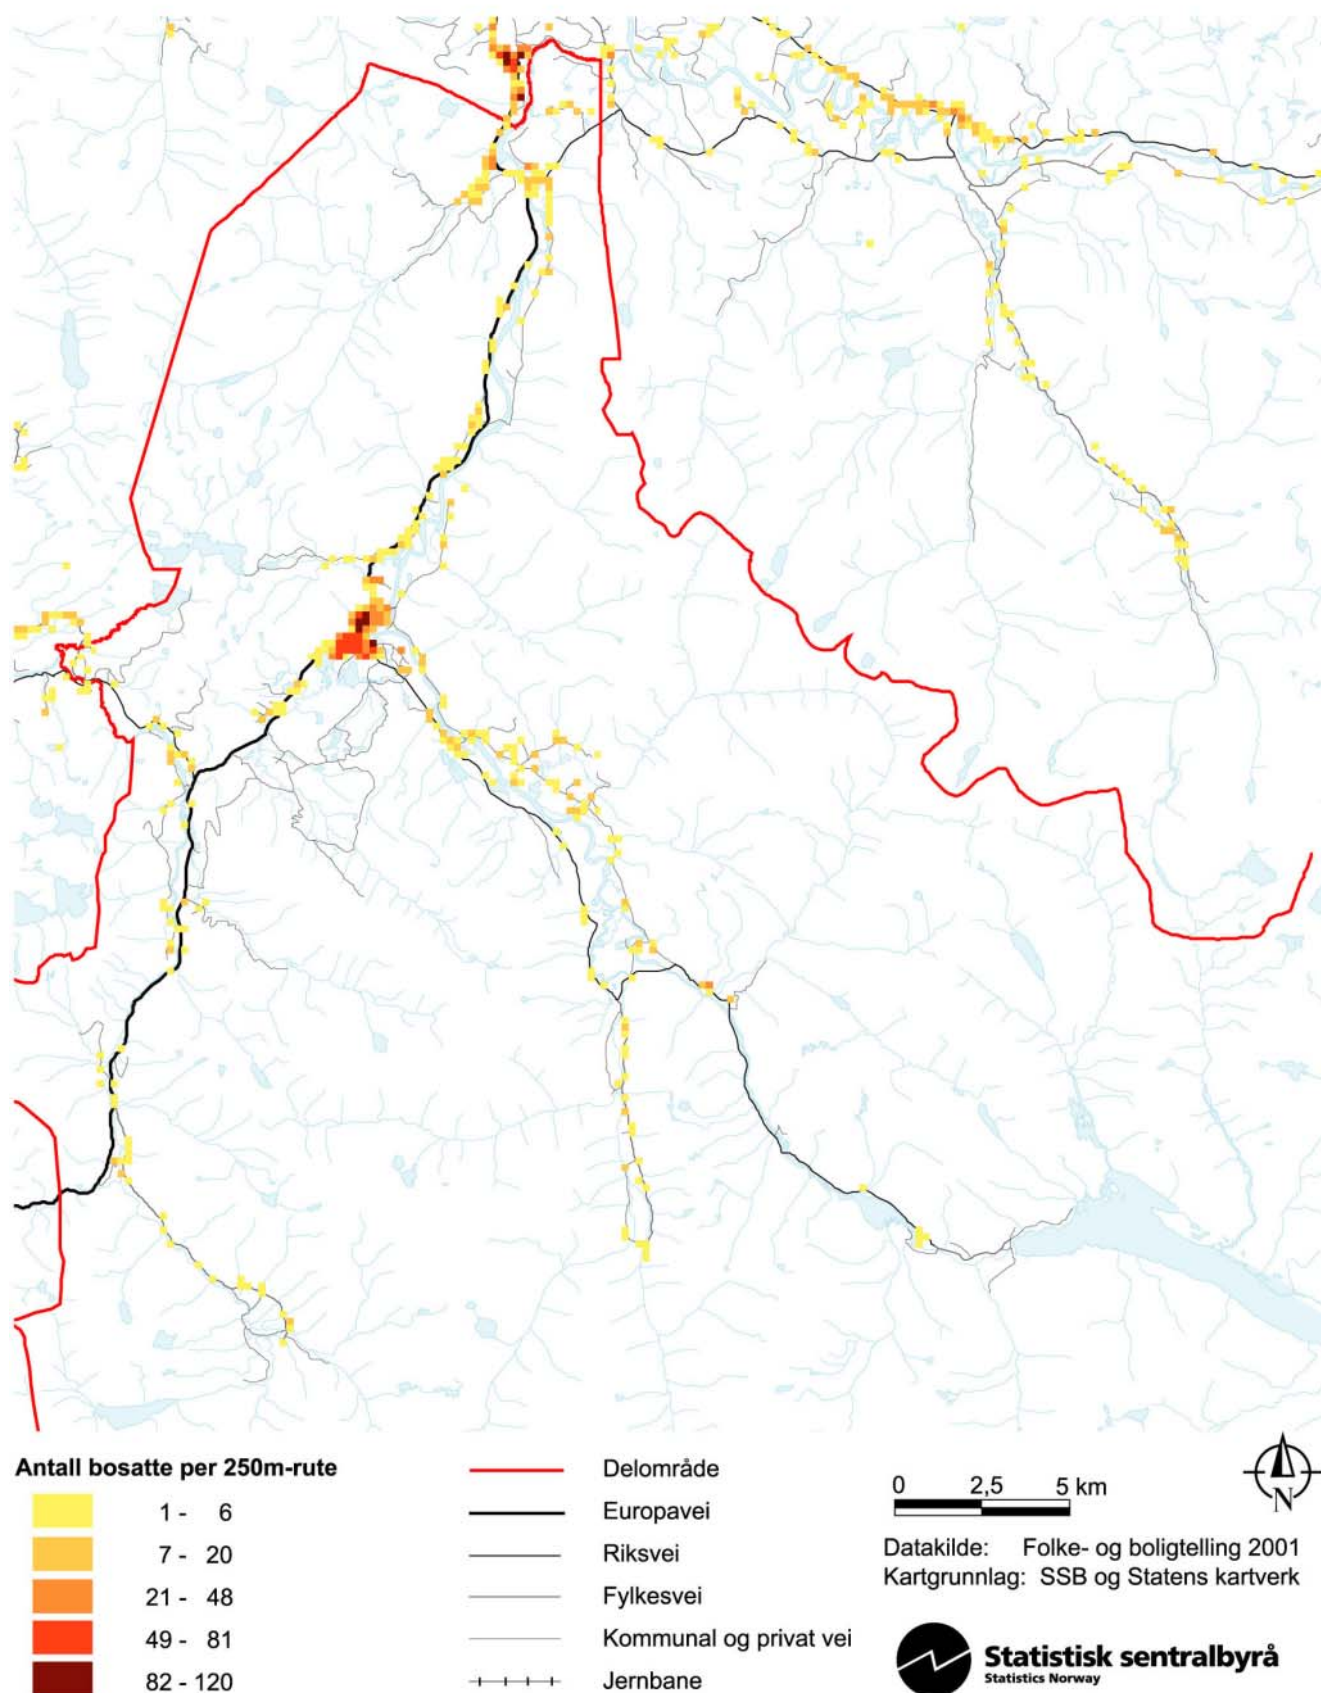 Antall bosatte per 250m-rute
1 - 6
7 - 20
21 - 48
49 - 81
82 - 120
Delområde
Europavei
Riksvei
Fylkesvei
Kommunal og privat vei
Jernbane
0 2,5 5 km
N
Datakilde: Folke- og boligtelling 2001
Kartgrunnlag: SSB og Statens kartverk
Statistisk sentralbyrå
Statistics Norway